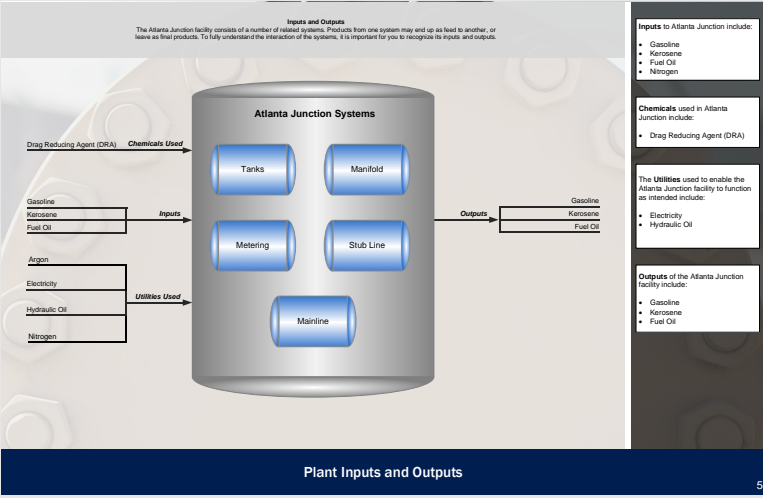 Inputs and Outputs
The Atlanta Junction facility consists of a number of related systems. Products from one system may end up as feed to another, or
leave as final products. To fully understand the interaction of the systems, it is important for you to recognize its inputs and outputs.
Atlanta Junction Systems
Drag Reducing Agent (DRA)
Chemicals Used
Tanks
Manifold
Gasoline
Kerosene
Fuel Oil
Inputs
Metering
Stub Line
Outputs
Gasoline
Kerosene
Fuel Oil
Argon
Electricity
Hydraulic Oil
Nitrogen
Utilities Used
Mainline
Inputs to Atlanta Junction include:
• Gasoline
• Kerosene
• Fuel Oil
• Nitrogen
Chemicals used in Atlanta
Junction include:
• Drag Reducing Agent (DRA)
The Utilities used to enable the
Atlanta Junction facility to function
as intended include:
• Electricity
• Hydraulic Oil
Outputs of the Atlanta Junction
facility include:
• Gasoline
• Kerosene
• Fuel Oil
Plant Inputs and Outputs
5